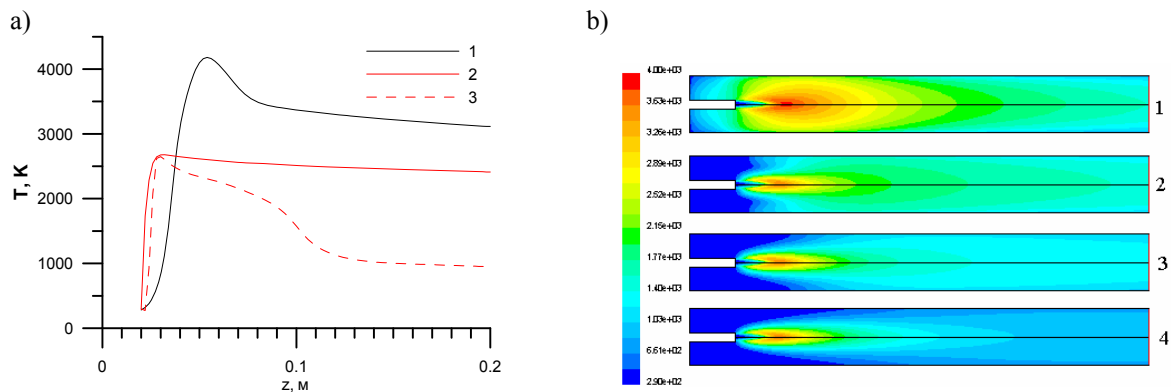 a)
b)
T, K
4000
3000
2000
1000
0
0
0.1
0.2
z, м
1
2
3
4.00e+03
3.63e+03
3.26e+03
2.89e+03
2.52e+03
2.15e+03
1.77e+03
1.40e+03
1.03e+03
6.61e+02
2.90e+02
1
2
3
4